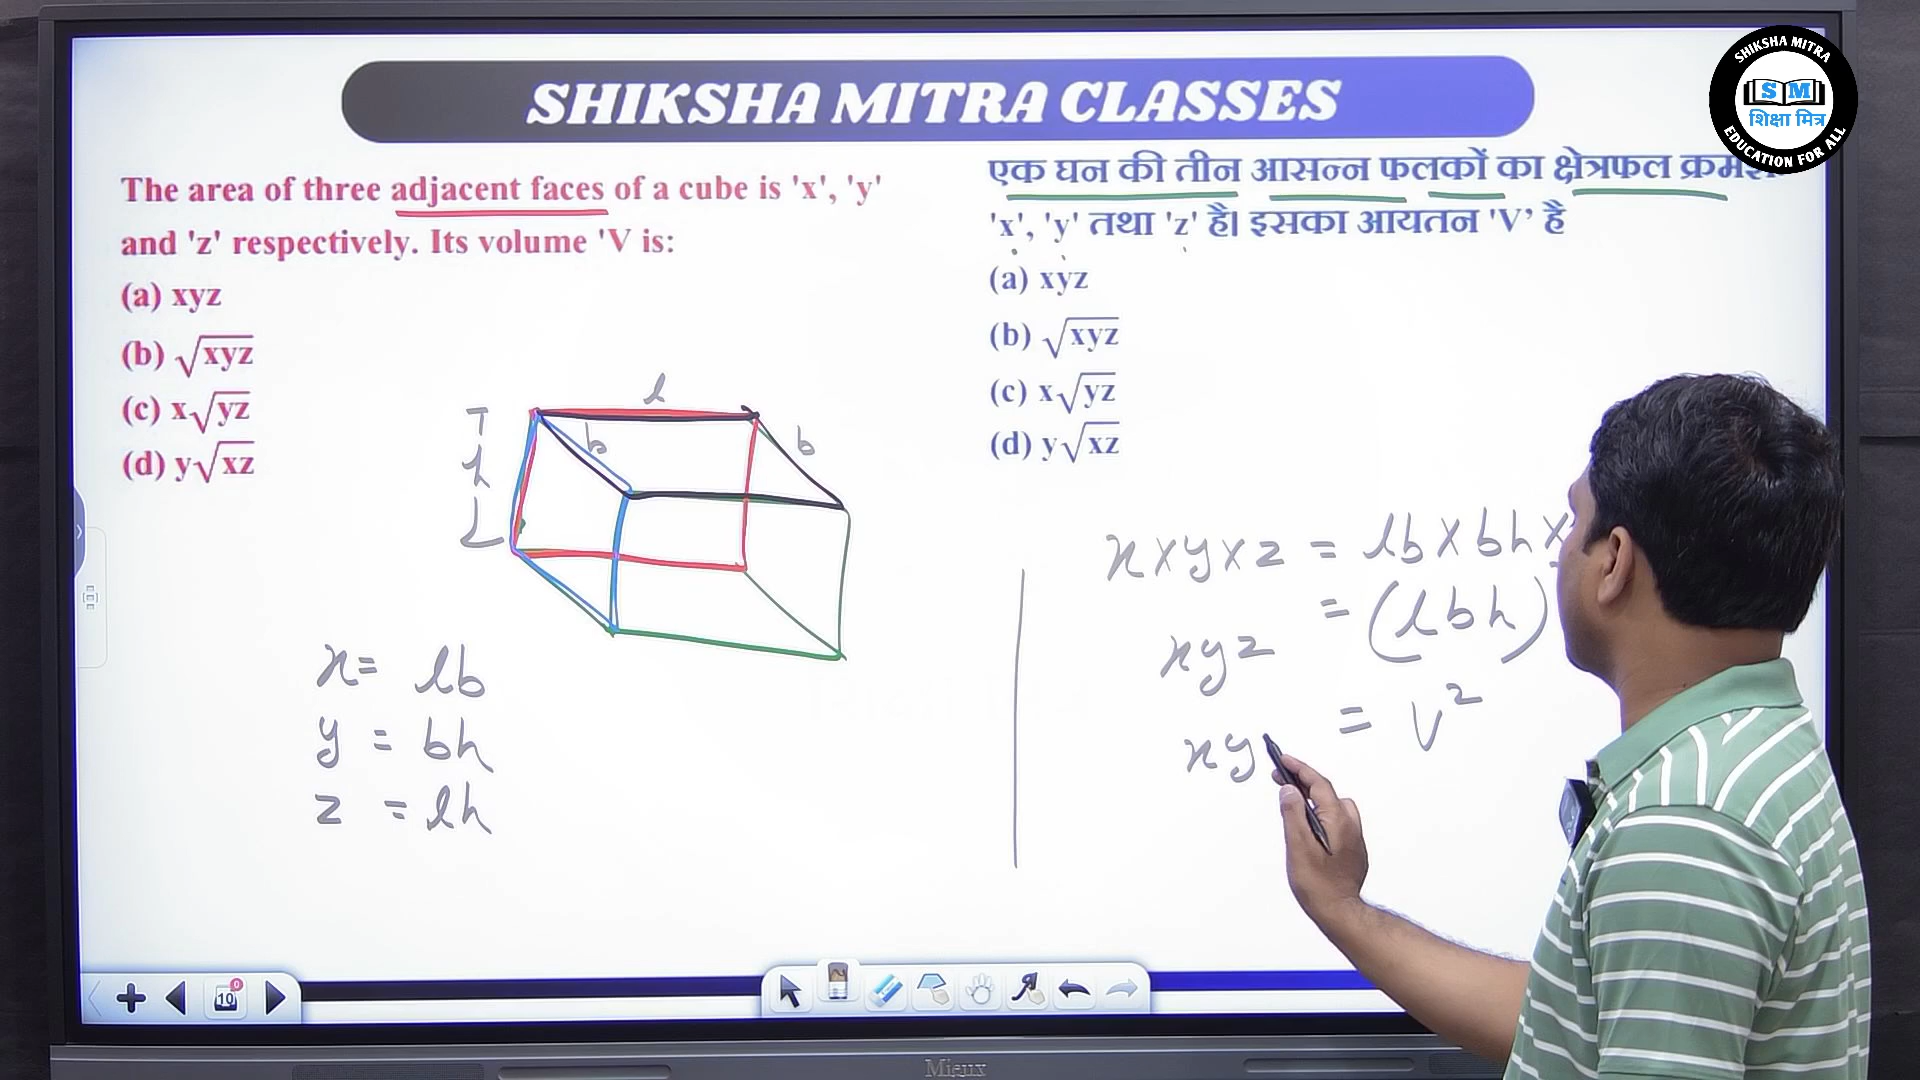 SHIKSHA MITRA CLASSES
SHIKSHA MITRA
SM
शिक्षा मित्र
EDUCATION FOR ALL
The area of three adjacent faces of a cube is 'x', 'y'
and 'z' respectively. Its volume 'V is:
(a) xyz
(b) √xyz
(c) x√yz
(d) y√xz
एक घन की तीन आसन्न फलकों का क्षेत्रफल
'x', 'y' तथा 'z' है। इसका आयतन 'V’ है
(a) xyz
(b) √xyz
(c) x√yz
(d) y√xz
l
b
b
h
x = lb
y = bh
z = lh
x × y × z = lb × bh ×
xyz = (lbh)
xy = V²
10
0